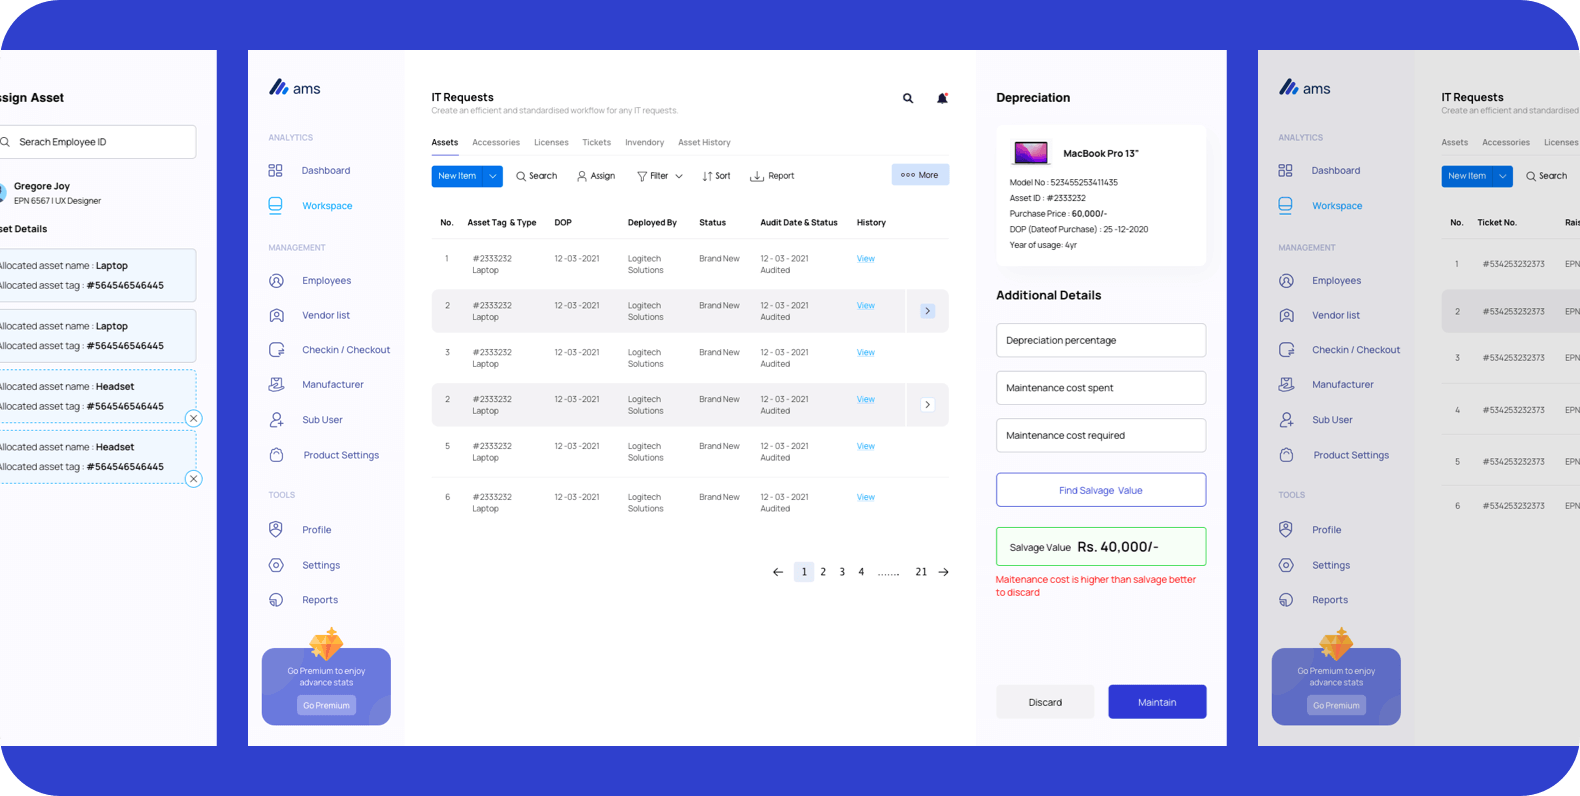 ssign Asset
Serach Employee ID
Gregore Joy
EPN 6567 I UX Designer
set Details
Allocated asset name : Laptop
Allocated asset tag : #564546546445
Allocated asset name : Laptop
Allocated asset tag : #564546546445
Allocated asset name : Headset
Allocated asset tag : #564546546445
Allocated asset name : Headset
Allocated asset tag : #564546546445
ams
ANALYTICS
Dashboard
Workspace
MANAGEMENT
Employees
Vendor list
Checkin / Checkout
Manufacturer
Sub User
Product Settings
TOOLS
Profile
Settings
Reports
Go Premium to enjoy
advance stats
Go Premium
IT Requests
Create an efficient and standardised workflow for any IT requests.
Assets Accessories Licenses Tickets Inventory Asset History
New Item Search Assign Filter Sort Report More
No. Asset Tag & Type DOP Deployed By Status Audit Date & Status History
1 #2333232 12 -03 -2021 Logitech Brand New 12 - 03 - 2021 View
Laptop Solutions Audited
2 #2333232 12 -03 -2021 Logitech Brand New 12 - 03 - 2021 View
Laptop Solutions Audited
3 #2333232 12 -03 -2021 Logitech Brand New 12 - 03 - 2021 View
Laptop Solutions Audited
2 #2333232 12 -03 -2021 Logitech Brand New 12 - 03 - 2021 View
Laptop Solutions Audited
5 #2333232 12 -03 -2021 Logitech Brand New 12 - 03 - 2021 View
Laptop Solutions Audited
6 #2333232 12 -03 -2021 Logitech Brand New 12 - 03 - 2021 View
Laptop Solutions Audited
1 2 3 4 ....... 21
Depreciation
MacBook Pro 13"
Model No : 523455253411435
Asset ID : #2333232
Purchase Price : 60,000/-
DOP (Dateof Purchase) : 25 -12-2020
Year of usage: 4yr
Additional Details
Depreciation percentage
Maintenance cost spent
Maintenance cost required
Find Salvage Value
Salvage Value Rs. 40,000/-
Maitenance cost is higher than salvage better
to discard
Discard Maintain
ams
ANALYTICS
Dashboard
Workspace
MANAGEMENT
Employees
Vendor list
Checkin / Checkout
Manufacturer
Sub User
Product Settings
TOOLS
Profile
Settings
Reports
Go Premium to enjoy
advance stats
Go Premium
IT Requests
Create an efficient and standardised
Assets Accessories Licenses
New Item Search
No. Ticket No. Rais
1 #534253232373 EPN
2 #534253232373 EPN
3 #534253232373 EPN
4 #534253232373 EPN
5 #534253232373 EPN
6 #534253232373 EPN